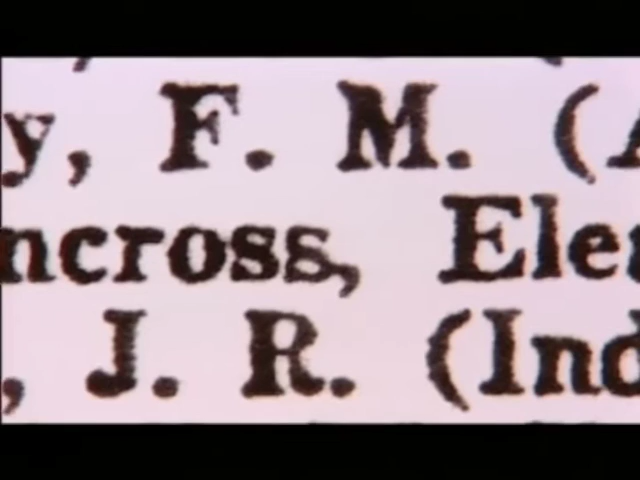 y, F. M. (A
ncross, Ele
, J. R. (Ind